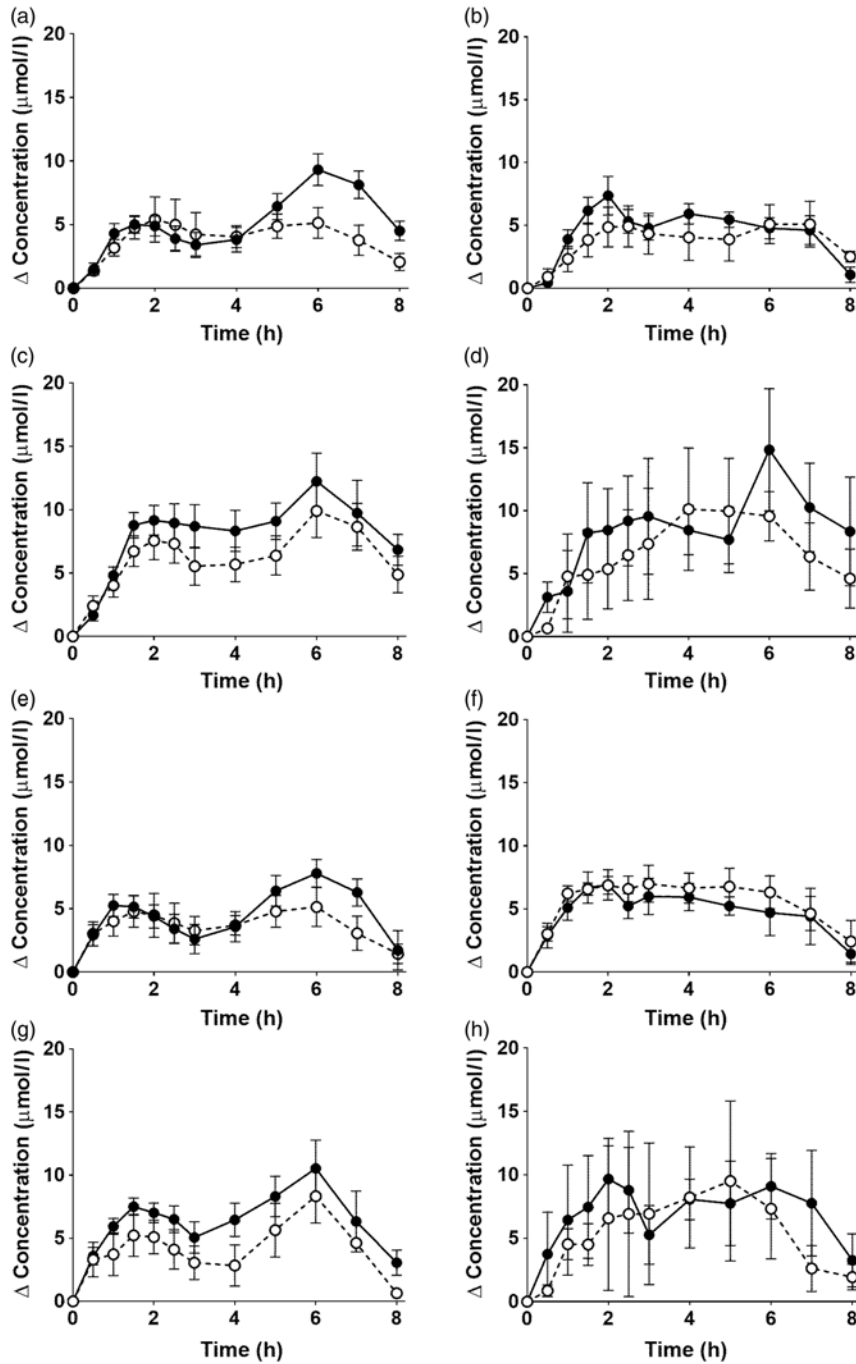 (a)
Δ Concentration (μmol/l)
20
15
10
5
0
0 2 4 6 8
Time (h)
(b)
Δ Concentration (μmol/l)
20
15
10
5
0
0 2 4 6 8
Time (h)
(c)
Δ Concentration (μmol/l)
20
15
10
5
0
0 2 4 6 8
Time (h)
(d)
Δ Concentration (μmol/l)
20
15
10
5
0
0 2 4 6 8
Time (h)
(e)
Δ Concentration (μmol/l)
20
15
10
5
0
0 2 4 6 8
Time (h)
(f)
Δ Concentration (μmol/l)
20
15
10
5
0
0 2 4 6 8
Time (h)
(g)
Δ Concentration (μmol/l)
20
15
10
5
0
0 2 4 6 8
Time (h)
(h)
Δ Concentration (μmol/l)
20
15
10
5
0
0 2 4 6 8
Time (h)